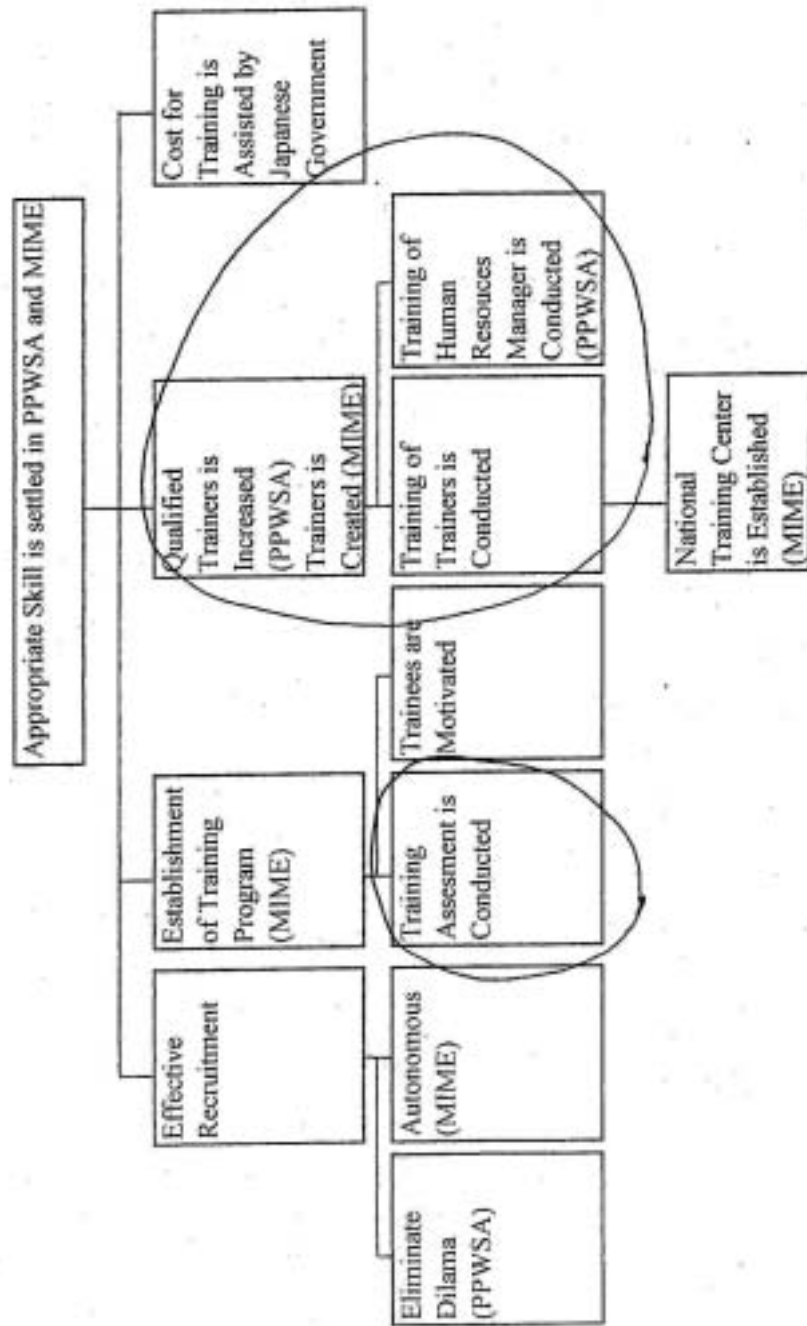 Appropriate Skill is settled in PPWSA and MIME
Effective
Recruitment
Establishment
of Training
Program
(MIME)
Qualified
Trainers is
Increased
(PPWSA)
Trainers is
Created (MIME)
Cost for
Training is
Assisted by
Japanese
Government
Eliminate
Dilama
(PPWSA)
Autonomous
(MIME)
Training
Assesment is
Conducted
Trainees are
Motivated
Training of
Trainers is
Conducted
Training of
Human
Resouces
Manager is
Conducted
(PPWSA)
National
Training Center
is Established
(MIME)